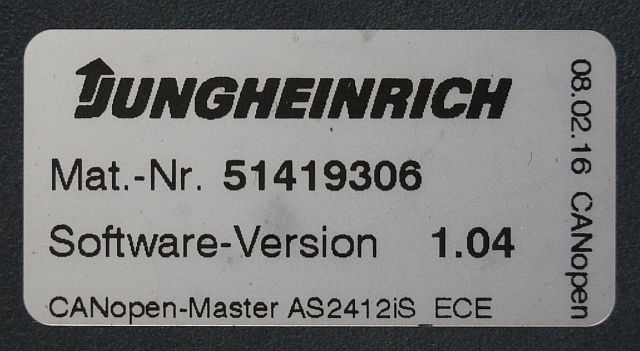 JUNGHEINRICH
Mat.-Nr. 51419306
Software-Version 1.04
CANopen-Master AS2412iS ECE
08.02.16 CANopen